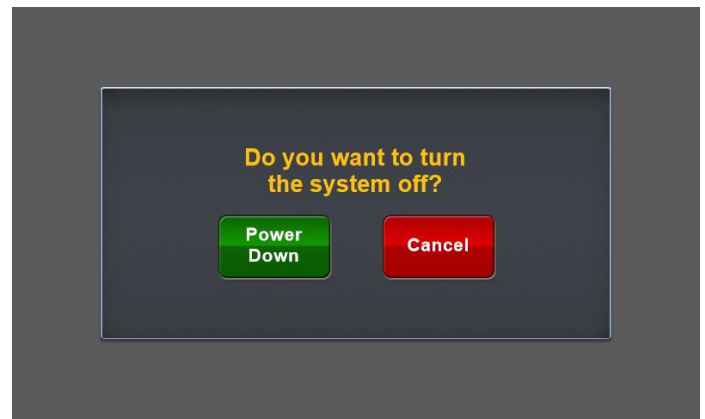 Do you want to turn
the system off?
Power
Down
Cancel